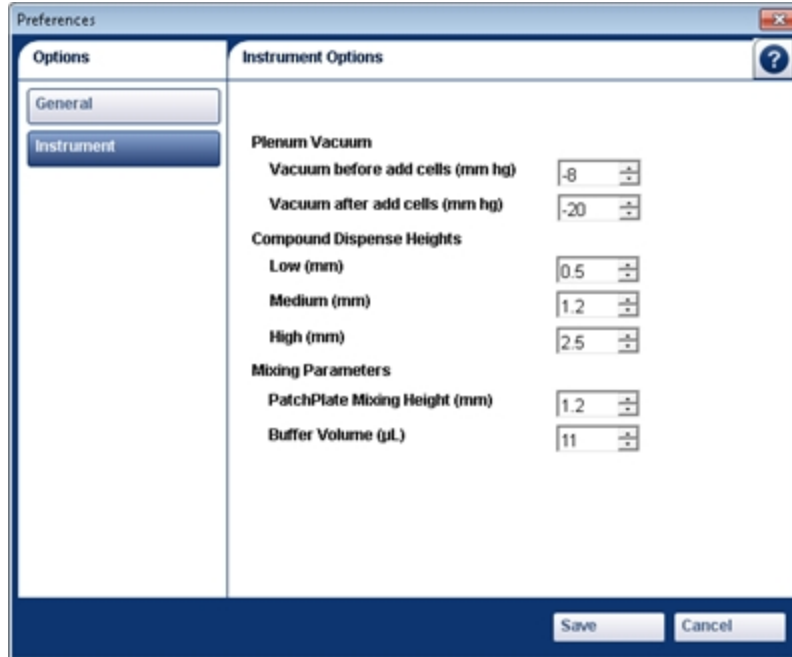 Preferences
Options
Instrument Options
?
General
Instrument
Plenum Vacuum
Vacuum before add cells (mm hg) -8
Vacuum after add cells (mm hg) -20
Compound Dispense Heights
Low (mm) 0.5
Medium (mm) 1.2
High (mm) 2.5
Mixing Parameters
PatchPlate Mixing Height (mm) 1.2
Buffer Volume (µL) 11
Save Cancel